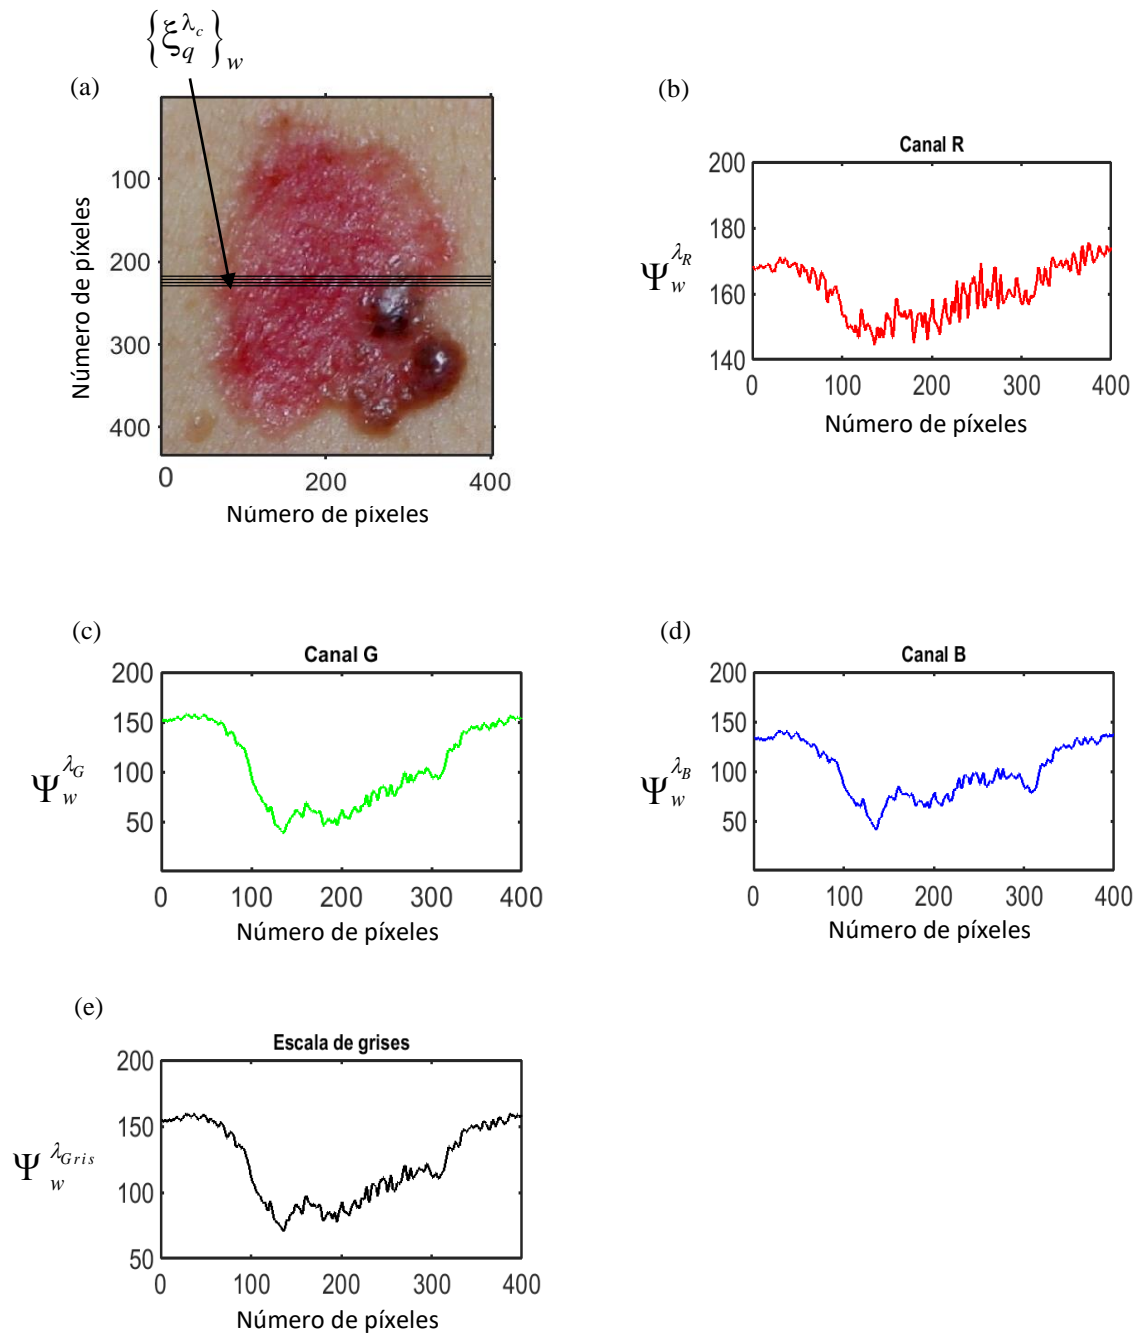 {ξ_q^{λ_c}}_w
(a)
100
200
300
400
0
200
400
Número de píxeles
Número de píxeles
(b)
Canal R
200
180
160
140
0 100 200 300 400
Ψ_w^{λ_R}
Número de píxeles
(c)
Canal G
200
150
100
50
0 100 200 300 400
Ψ_w^{λ_G}
Número de píxeles
(d)
Canal B
200
150
100
50
0 100 200 300 400
Ψ_w^{λ_B}
Número de píxeles
(e)
Escala de grises
200
150
100
50
0 100 200 300 400
Ψ_w^{λ_{Gris}}
Número de píxeles